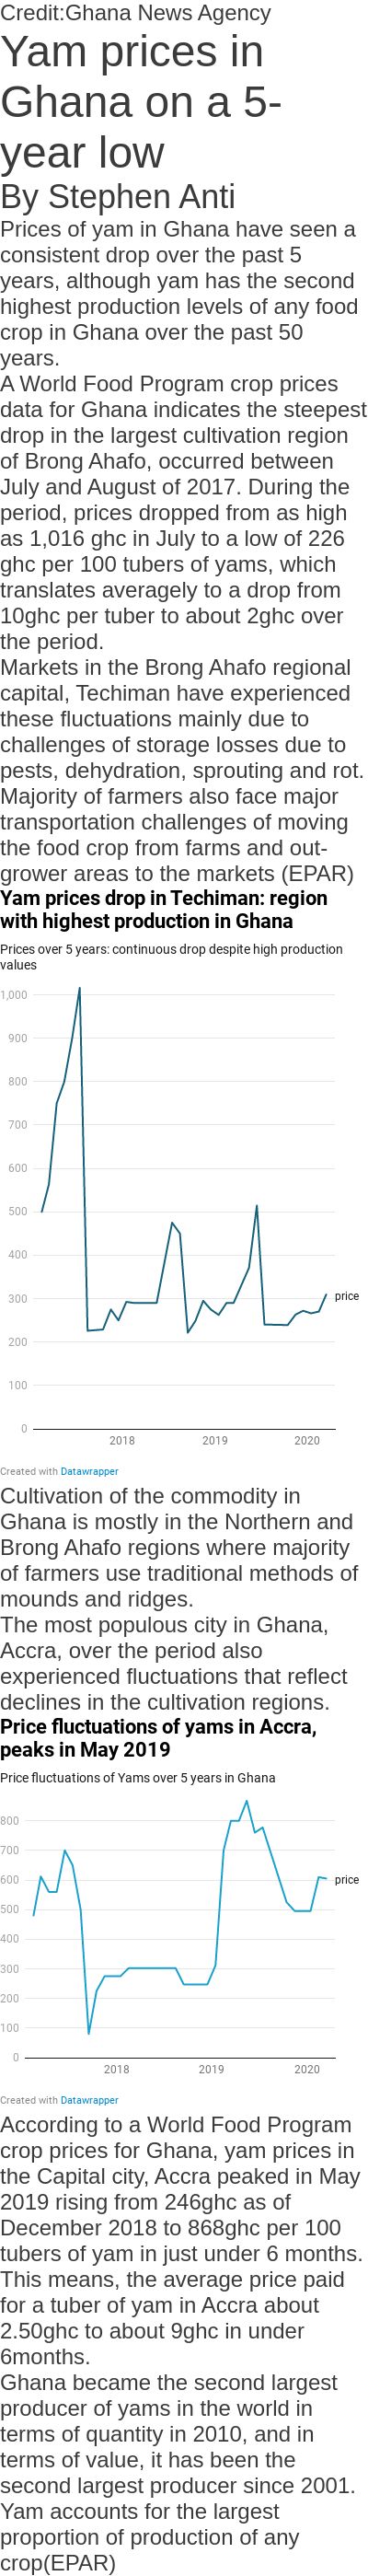 Credit:Ghana News Agency
Yam prices in
Ghana on a 5-
year low
By Stephen Anti
Prices of yam in Ghana have seen a
consistent drop over the past 5
years, although yam has the second
highest production levels of any food
crop in Ghana over the past 50
years.
A World Food Program crop prices
data for Ghana indicates the steepest
drop in the largest cultivation region
of Brong Ahafo, occurred between
July and August of 2017. During the
period, prices dropped from as high
as 1,016 ghc in July to a low of 226
ghc per 100 tubers of yams, which
translates averagely to a drop from
10ghc per tuber to about 2ghc over
the period.
Markets in the Brong Ahafo regional
capital, Techiman have experienced
these fluctuations mainly due to
challenges of storage losses due to
pests, dehydration, sprouting and rot.
Majority of farmers also face major
transportation challenges of moving
the food crop from farms and out-
grower areas to the markets (EPAR)
Yam prices drop in Techiman: region
with highest production in Ghana
Prices over 5 years: continuous drop despite high production
values
1,000
900
800
700
600
500
400
300
price
200
100
0
2018 2019 2020
Created with Datawrapper
Cultivation of the commodity in
Ghana is mostly in the Northern and
Brong Ahafo regions where majority
of farmers use traditional methods of
mounds and ridges.
The most populous city in Ghana,
Accra, over the period also
experienced fluctuations that reflect
declines in the cultivation regions.
Price fluctuations of yams in Accra,
peaks in May 2019
Price fluctuations of Yams over 5 years in Ghana
800
700
600
price
500
400
300
200
100
0
2018 2019 2020
Created with Datawrapper
According to a World Food Program
crop prices for Ghana, yam prices in
the Capital city, Accra peaked in May
2019 rising from 246ghc as of
December 2018 to 868ghc per 100
tubers of yam in just under 6 months.
This means, the average price paid
for a tuber of yam in Accra about
2.50ghc to about 9ghc in under
6months.
Ghana became the second largest
producer of yams in the world in
terms of quantity in 2010, and in
terms of value, it has been the
second largest producer since 2001.
Yam accounts for the largest
proportion of production of any
crop(EPAR)